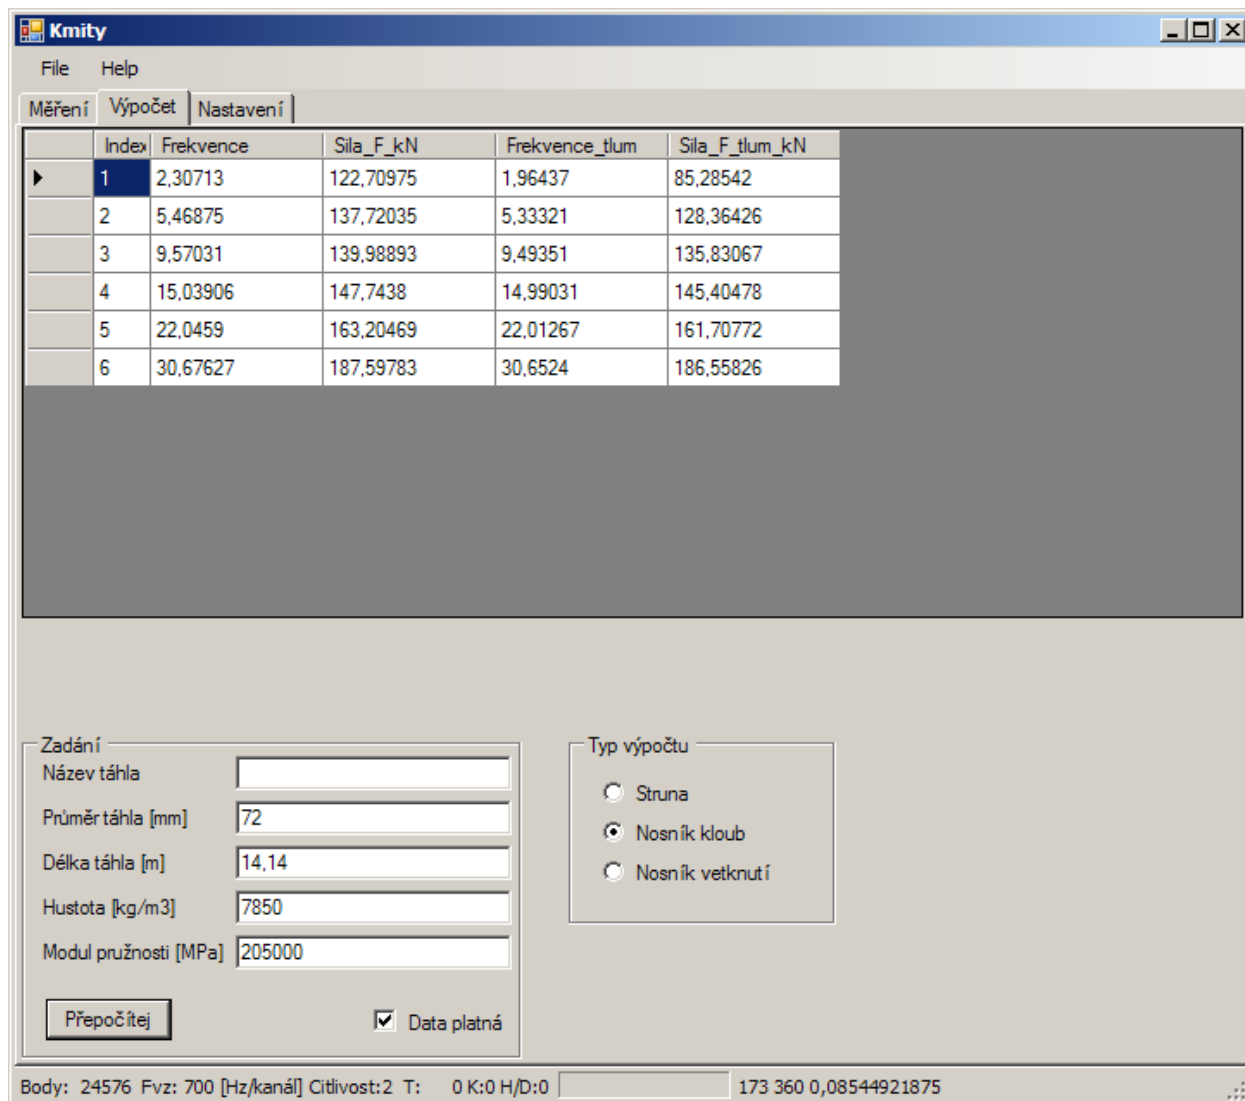 Kmity
File Help
Měření Výpočet Nastavení
Index Frekvence Sila_F_kN Frekvence_tlum Sila_F_tlum_kN
1 2,30713 122,70975 1,96437 85,28542
2 5,46875 137,72035 5,33321 128,36426
3 9,57031 139,98893 9,49351 135,83067
4 15,03906 147,7438 14,99031 145,40478
5 22,0459 163,20469 22,01267 161,70772
6 30,67627 187,59783 30,6524 186,55826
Zadání
Název táhla
Průměr táhla [mm] 72
Délka táhla [m] 14,14
Hustota [kg/m3] 7850
Modul pružnosti [MPa] 205000
Přepočítej Data platná
Typ výpočtu
Struna
Nosník kloub
Nosník vetknutí
Body: 24576 Fvz: 700 [Hz/kanál] Citlivost:2 T: 0 K:0 H/D:0 173 360 0,08544921875